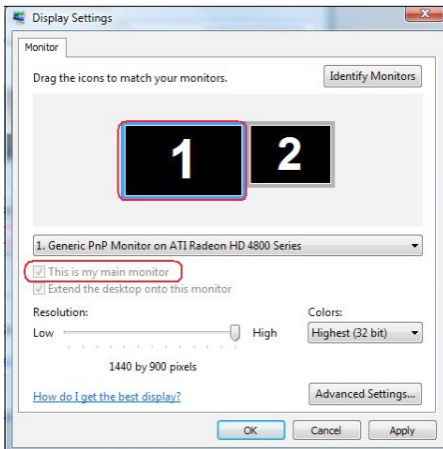 Display Settings
Monitor
Drag the icons to match your monitors.
Identify Monitors
1
2
1. Generic PnP Monitor on ATI Radeon HD 4800 Series
This is my main monitor
Extend the desktop onto this monitor
Resolution:
Colors:
Low
High
Highest (32 bit)
1440 by 900 pixels
How do I get the best display?
Advanced Settings...
OK
Cancel
Apply